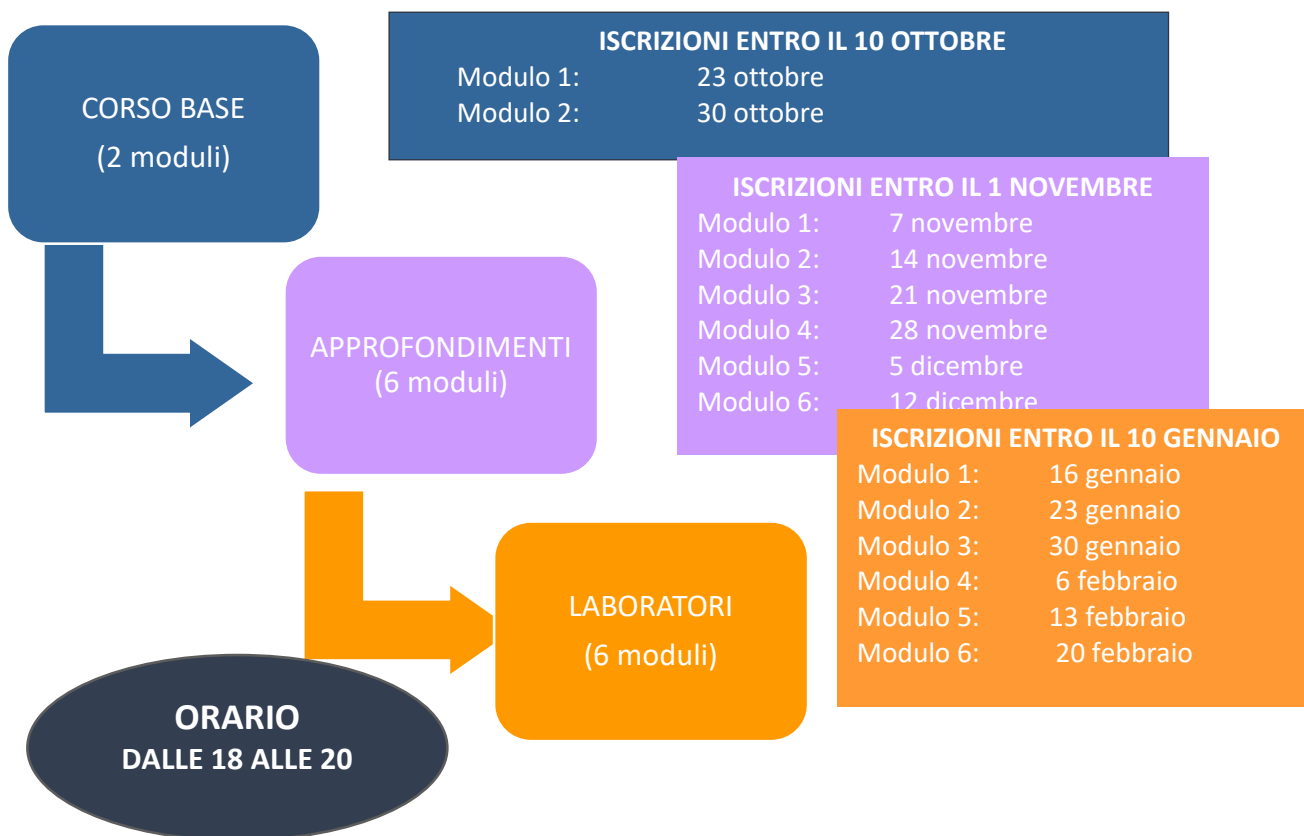 CORSO BASE
(2 moduli)
ISCRIZIONI ENTRO IL 10 OTTOBRE
Modulo 1: 23 ottobre
Modulo 2: 30 ottobre
APPROFONDIMENTI
(6 moduli)
ISCRIZIONI ENTRO IL 1 NOVEMBRE
Modulo 1: 7 novembre
Modulo 2: 14 novembre
Modulo 3: 21 novembre
Modulo 4: 28 novembre
Modulo 5: 5 dicembre
Modulo 6: 12 dicembre
LABORATORI
(6 moduli)
ISCRIZIONI ENTRO IL 10 GENNAIO
Modulo 1: 16 gennaio
Modulo 2: 23 gennaio
Modulo 3: 30 gennaio
Modulo 4: 6 febbraio
Modulo 5: 13 febbraio
Modulo 6: 20 febbraio
ORARIO
DALLE 18 ALLE 20